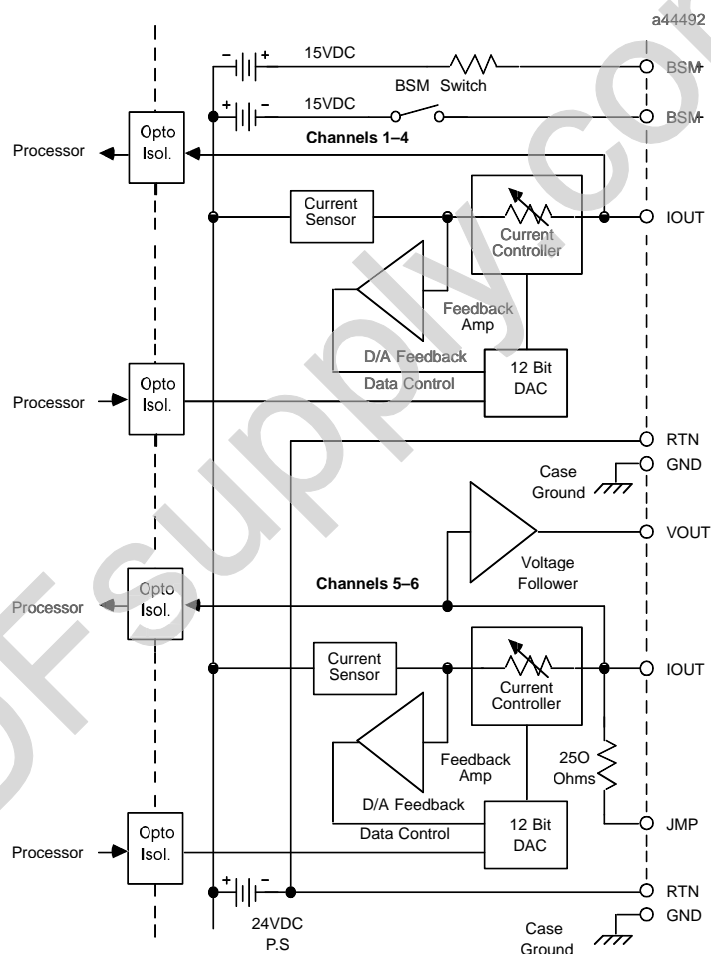 a44492
– + 15VDC BSM+
BSM Switch
+ – 15VDC BSM+
Channels 1–4
Processor Opto
Isol.
Current
Sensor
IOUT
Current
Controller
Feedback
Amp
D/A Feedback
Data Control
12 Bit
DAC
Processor Opto
Isol.
RTN
GND
Case
Ground
VOUT
Voltage
Follower
Channels 5–6
Processor Opto
Isol.
Current
Sensor
IOUT
Current
Controller
Feedback
Amp
25O
Ohms
D/A Feedback
Data Control
12 Bit
DAC
JMP
Processor Opto
Isol.
+ – RTN
24VDC
P.S
GND
Case
Ground